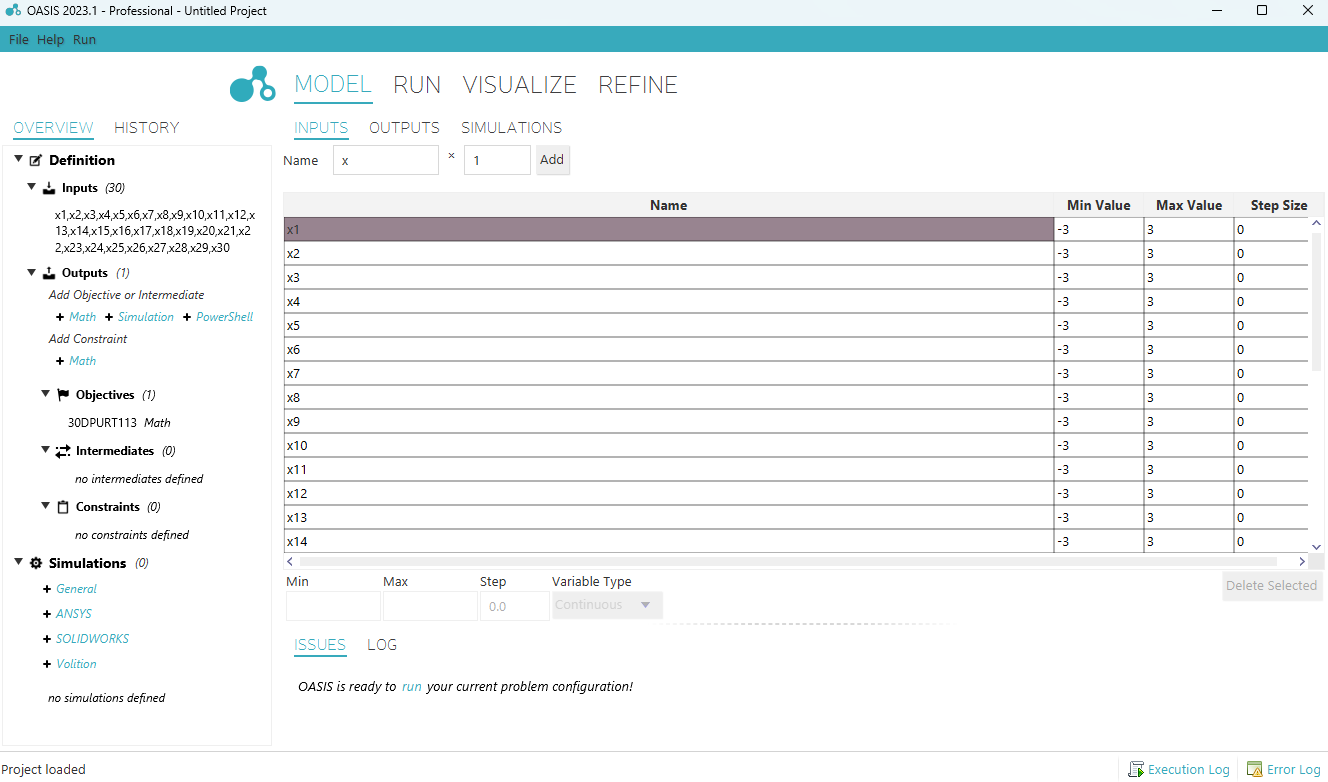 OASIS 2023.1 - Professional - Untitled Project
File Help Run
MODEL RUN VISUALIZE REFINE
OVERVIEW HISTORY
Definition
Inputs (30)
x1,x2,x3,x4,x5,x6,x7,x8,x9,x10,x11,x12,x
13,x14,x15,x16,x17,x18,x19,x20,x21,x2
2,x23,x24,x25,x26,x27,x28,x29,x30
Outputs (1)
Add Objective or Intermediate
+ Math + Simulation + PowerShell
Add Constraint
+ Math
Objectives (1)
30DPURT113 Math
Intermediates (0)
no intermediates defined
Constraints (0)
no constraints defined
Simulations (0)
+ General
+ ANSYS
+ SOLIDWORKS
+ Volition
no simulations defined
INPUTS OUTPUTS SIMULATIONS
Name x × 1 Add
Name Min Value Max Value Step Size
x1 -3 3 0
x2 -3 3 0
x3 -3 3 0
x4 -3 3 0
x5 -3 3 0
x6 -3 3 0
x7 -3 3 0
x8 -3 3 0
x9 -3 3 0
x10 -3 3 0
x11 -3 3 0
x12 -3 3 0
x13 -3 3 0
x14 -3 3 0
Min Max Step Variable Type
0.0 Continuous
Delete Selected
ISSUES LOG
OASIS is ready to run your current problem configuration!
Project loaded
Execution Log Error Log